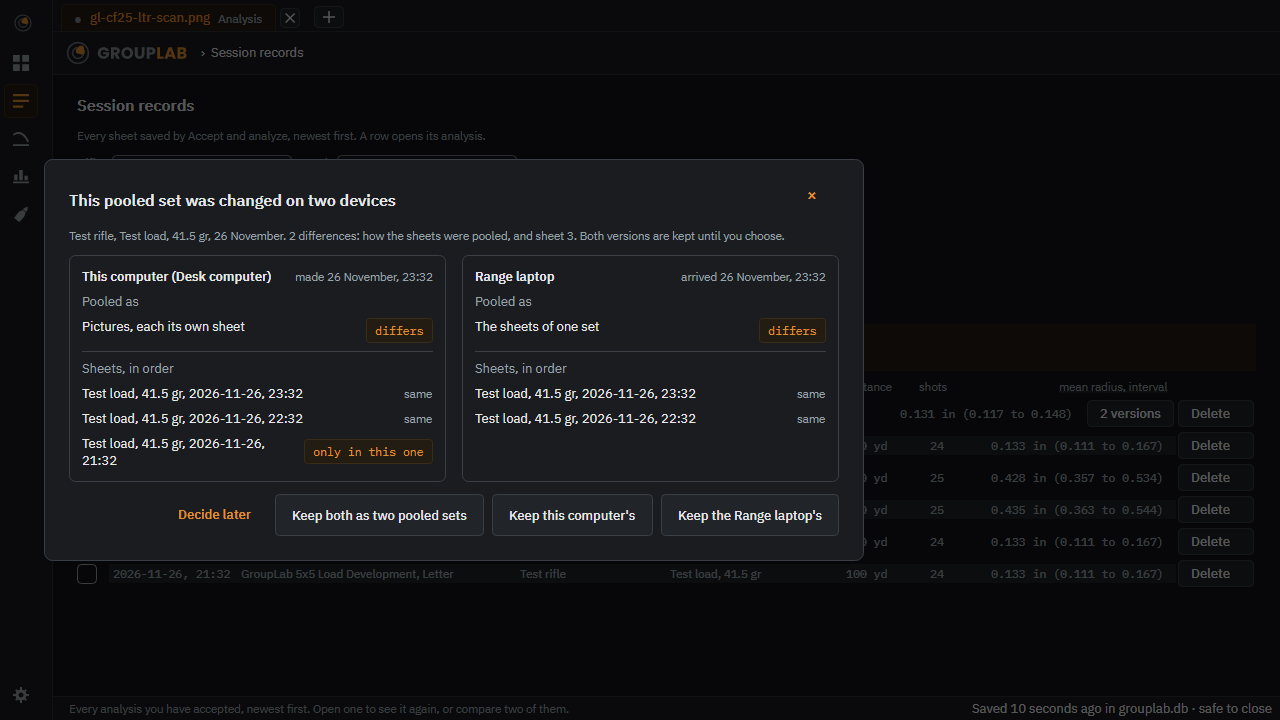 gl-cf25-ltr-scan.png Analysis
GROUPLAB › Session records
Session records
Every sheet saved by Accept and analyze, newest first. A row opens its analysis.
This pooled set was changed on two devices
Test rifle, Test load, 41.5 gr, 26 November. 2 differences: how the sheets were pooled, and sheet 3. Both versions are kept until you choose.
This computer (Desk computer) made 26 November, 23:32
Pooled as
Pictures, each its own sheet differs
Sheets, in order
Test load, 41.5 gr, 2026-11-26, 23:32 same
Test load, 41.5 gr, 2026-11-26, 22:32 same
Test load, 41.5 gr, 2026-11-26,
21:32 only in this one
Range laptop arrived 26 November, 23:32
Pooled as
The sheets of one set differs
Sheets, in order
Test load, 41.5 gr, 2026-11-26, 23:32 same
Test load, 41.5 gr, 2026-11-26, 22:32 same
Decide later Keep both as two pooled sets Keep this computer's Keep the Range laptop's
shots mean radius, interval
0.131 in (0.117 to 0.148) 2 versions Delete
yd 24 0.133 in (0.111 to 0.167) Delete
yd 25 0.428 in (0.357 to 0.534) Delete
yd 25 0.435 in (0.363 to 0.544) Delete
yd 24 0.133 in (0.111 to 0.167) Delete
2026-11-26, 21:32 GroupLab 5x5 Load Development, Letter Test rifle Test load, 41.5 gr 100 yd 24 0.133 in (0.111 to 0.167) Delete
Every analysis you have accepted, newest first. Open one to see it again, or compare two of them.
Saved 10 seconds ago in grouplab.db · safe to close